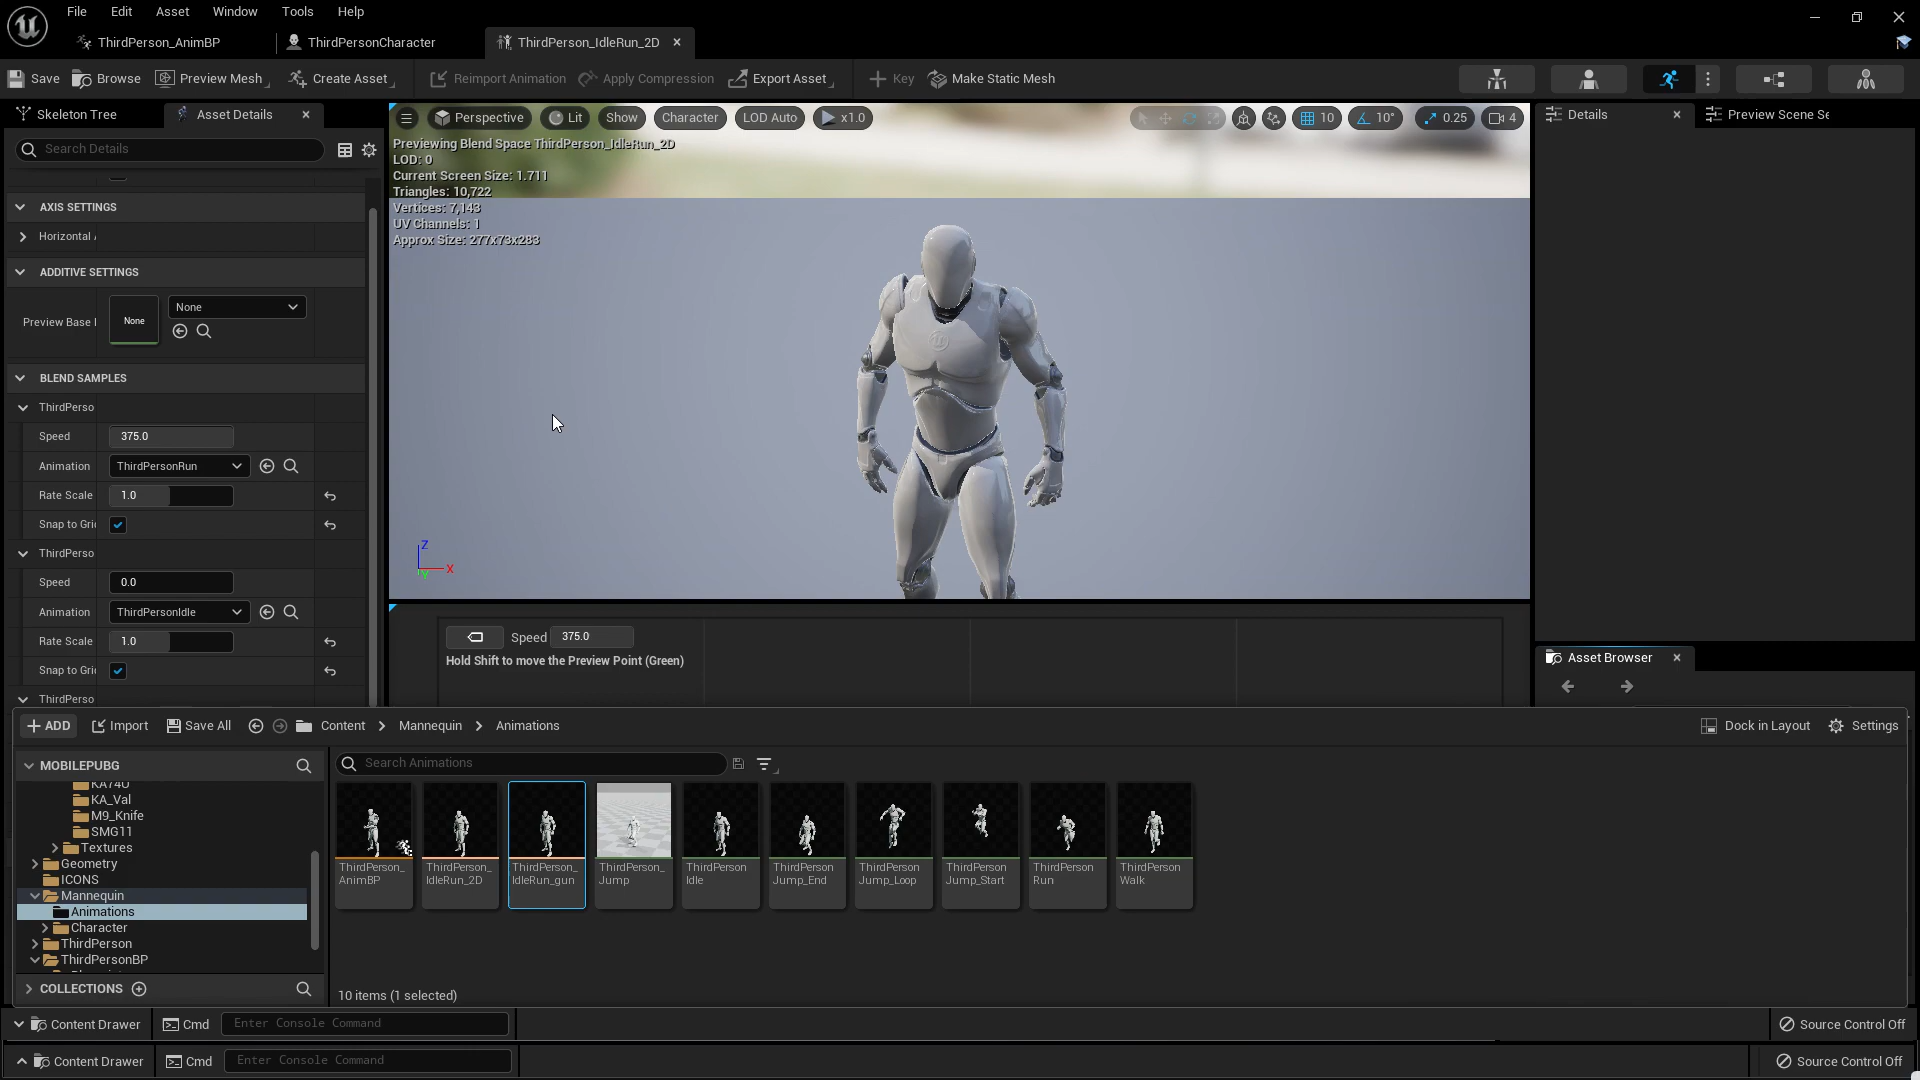 File Edit Asset Window Tools Help
ThirdPerson_AnimBP ThirdPersonCharacter ThirdPerson_IdleRun_2D
Save Browse Preview Mesh Create Asset Reimport Animation Apply Compression Export Asset Key Make Static Mesh
Skeleton Tree Asset Details
Search Details
AXIS SETTINGS
Horizontal
ADDITIVE SETTINGS
Preview Base None None
BLEND SAMPLES
ThirdPerso
Speed 375.0
Animation ThirdPersonRun
Rate Scale 1.0
Snap to Gri
ThirdPerso
Speed 0.0
Animation ThirdPersonIdle
Rate Scale 1.0
Snap to Gri
ThirdPerso
Perspective Lit Show Character LOD Auto x1.0 10 10° 0.25 4
Previewing Blend Space ThirdPerson_IdleRun_2D
LOD: 0
Current Screen Size: 1.711
Triangles: 10,722
Vertices: 7,143
UV Channels: 1
Approx Size: 277x73x283
Z
X
Y
Speed 375.0
Hold Shift to move the Preview Point (Green)
Details Preview Scene Se
Asset Browser
ADD Import Save All Content Mannequin Animations Dock in Layout Settings
MOBILEPUBG
KA74U
KA_Val
M9_Knife
SMG11
Textures
Geometry
ICONS
Mannequin
Animations
Character
ThirdPerson
ThirdPersonBP
COLLECTIONS
Search Animations
ThirdPerson_
AnimBP
ThirdPerson_
IdleRun_2D
ThirdPerson_
IdleRun_gun
ThirdPerson_
Jump
ThirdPerson
Idle
ThirdPerson
Jump_End
ThirdPerson
Jump_Loop
ThirdPerson
Jump_Start
ThirdPerson
Run
ThirdPerson
Walk
10 items (1 selected)
Content Drawer Cmd Enter Console Command Source Control Off
Content Drawer Cmd Enter Console Command Source Control Off